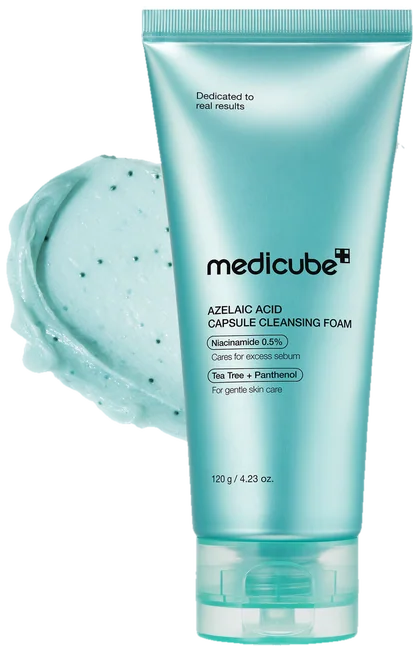 Dedicated to
real results
medicube
AZELAIC ACID
CAPSULE CLEANSING FOAM
Niacinamide 0.5%
Cares for excess sebum
Tea Tree + Panthenol
For gentle skin care
120 g / 4.23 oz.